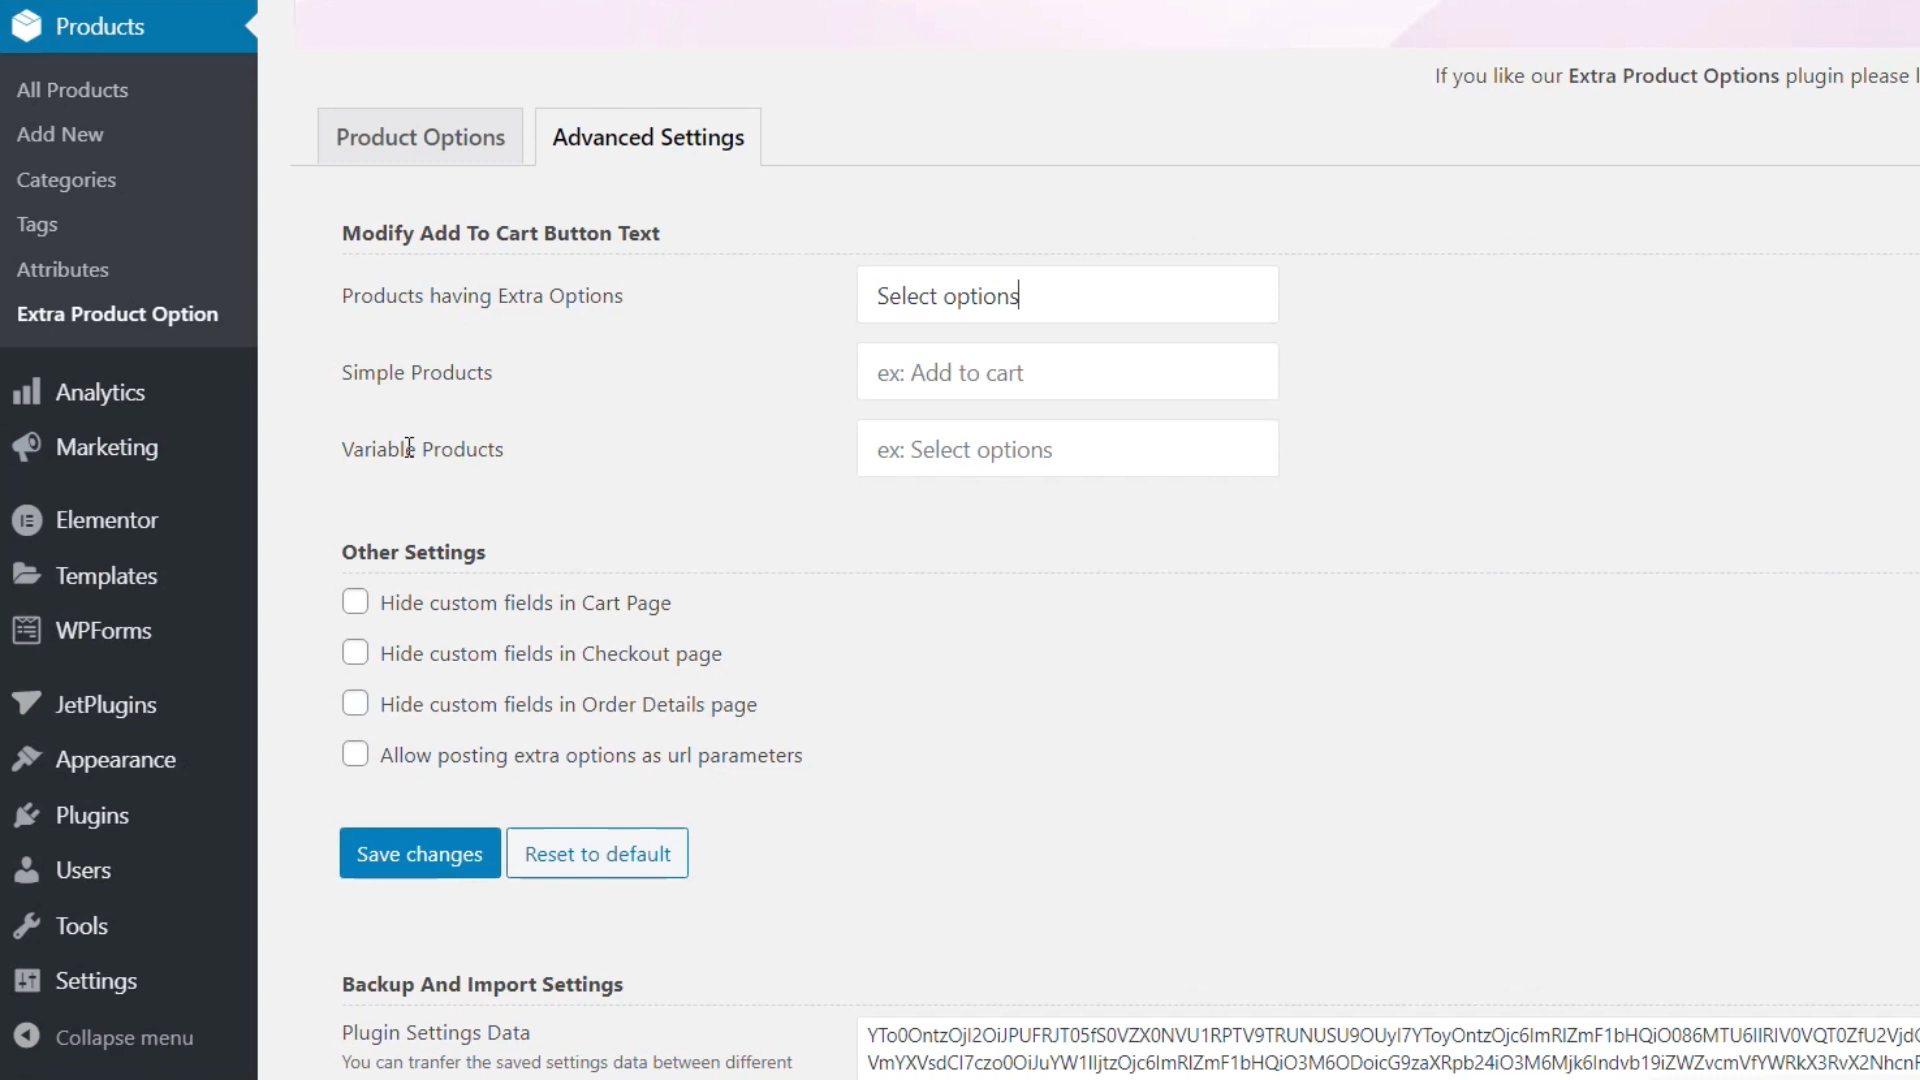 Products
All Products
Add New
Categories
Tags
Attributes
Extra Product Option
Analytics
Marketing
Elementor
Templates
WPForms
JetPlugins
Appearance
Plugins
Users
Tools
Settings
Collapse menu
If you like our Extra Product Options plugin please
Product Options
Advanced Settings
Modify Add To Cart Button Text
Products having Extra Options
Select options
Simple Products
ex: Add to cart
Variable Products
ex: Select options
Other Settings
Hide custom fields in Cart Page
Hide custom fields in Checkout page
Hide custom fields in Order Details page
Allow posting extra options as url parameters
Save changes
Reset to default
Backup And Import Settings
Plugin Settings Data
You can tranfer the saved settings data between different